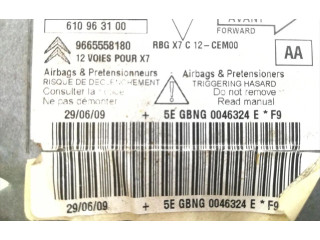 610 96 31 00
AVANT
FORWARD
9665558180
RBG X7 C 12-CEM00
12 VOIES POUR X7
AA
Airbags & Pretensionneurs
RISQUE DE DECLENCHEMENT
Consulter la notice
Ne pas démonter
Airbags & Pretensioners
TRIGGERING HASARD
Do not remove
Read manual
29/06/09 + 5E GBNG 0046324 E * F9
29/06/09 + 5E GBNG 0046324 E * F9